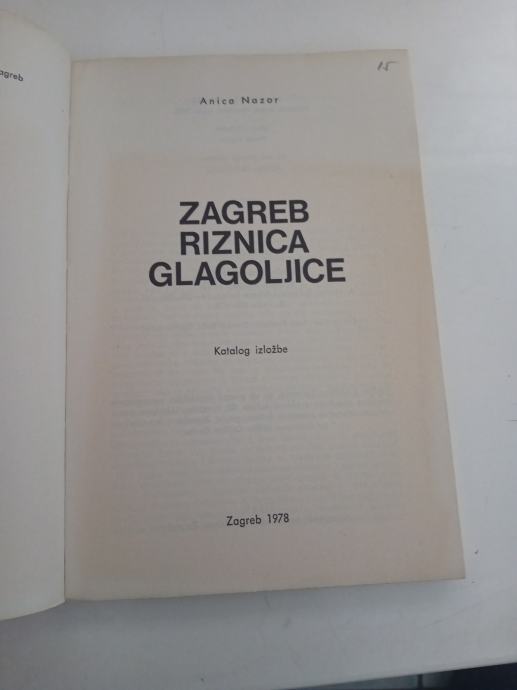 agreb
15
Anica Nazor
ZAGREB
RIZNICA
GLAGOLJICE
Katalog izložbe
Zagreb 1978